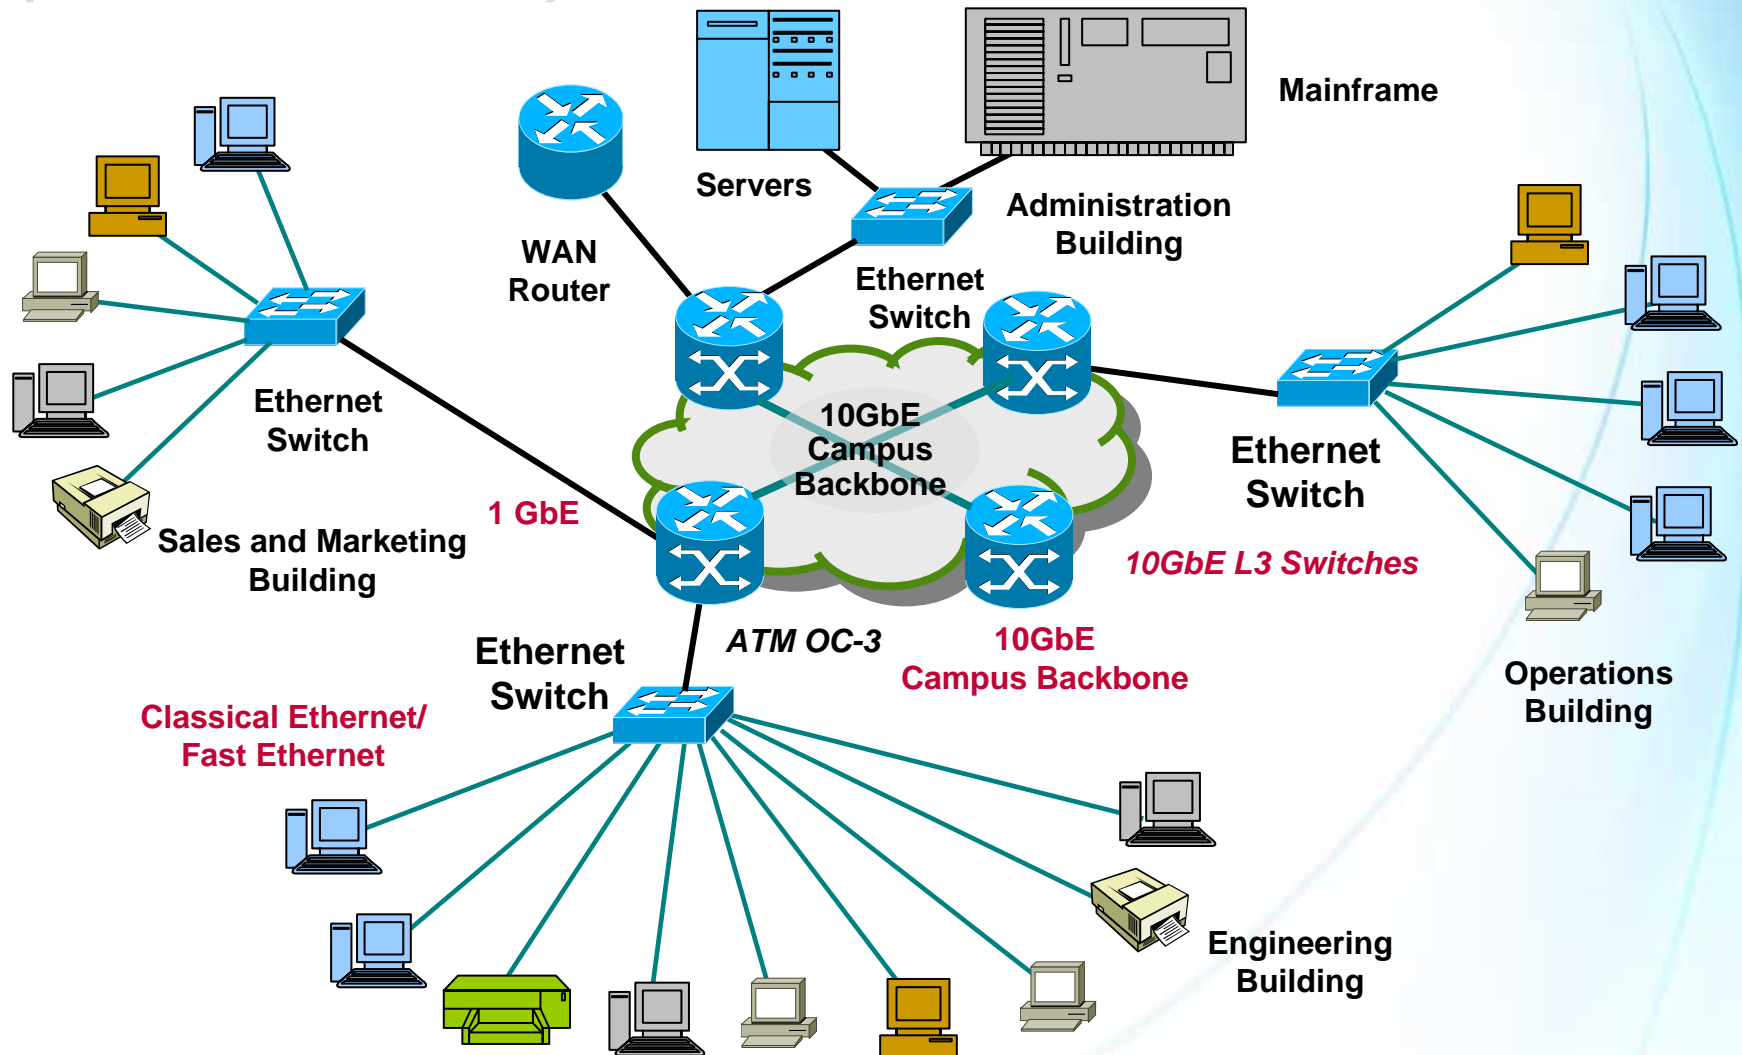 Mainframe
Servers
Administration
Building
WAN
Router
Ethernet
Switch
Ethernet
Switch
10GbE
Campus
Backbone
Ethernet
Switch
1 GbE
Sales and Marketing
Building
10GbE L3 Switches
ATM OC-3
10GbE
Campus Backbone
Ethernet
Switch
Operations
Building
Classical Ethernet/
Fast Ethernet
Engineering
Building